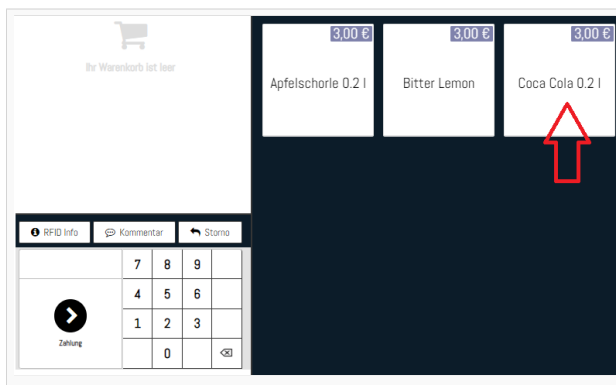 Ihr Warenkorb ist leer
3,00 €
3,00 €
3,00 €
Apfelschorle 0.2 l
Bitter Lemon
Coca Cola 0.2 l
RFID Info
Kommentar
Storno
7 8 9
4 5 6
1 2 3
0
Zahlung